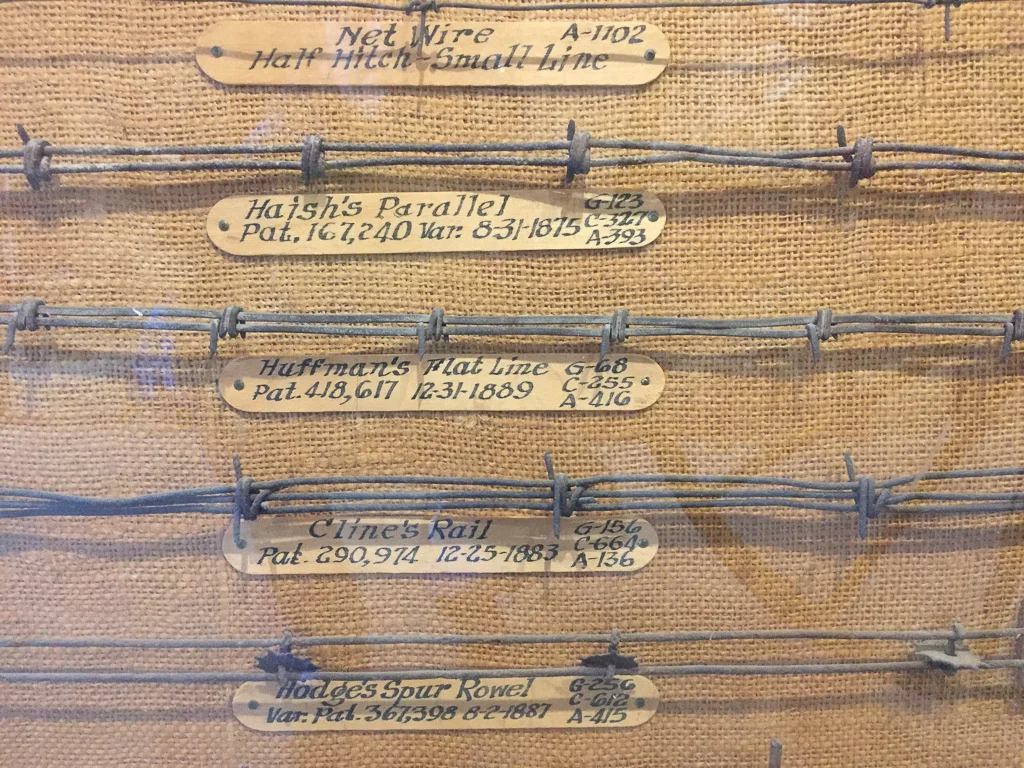 Net Wire A-1102
Half Hitch-Small Line
Haish's Parallel G-123
Pat. 167,240 Var. 8-31-1875 C-327
A-393
Huffman's Flat Line G-68
Pat. 418,617 12-31-1889 C-255
A-416
Cline's Rail G-156
Pat. 290,974 12-25-1883 C-664
A-136
Hodge's Spur Rowel G-256
Var. Pat. 367,398 8-2-1887 C-612
A-415